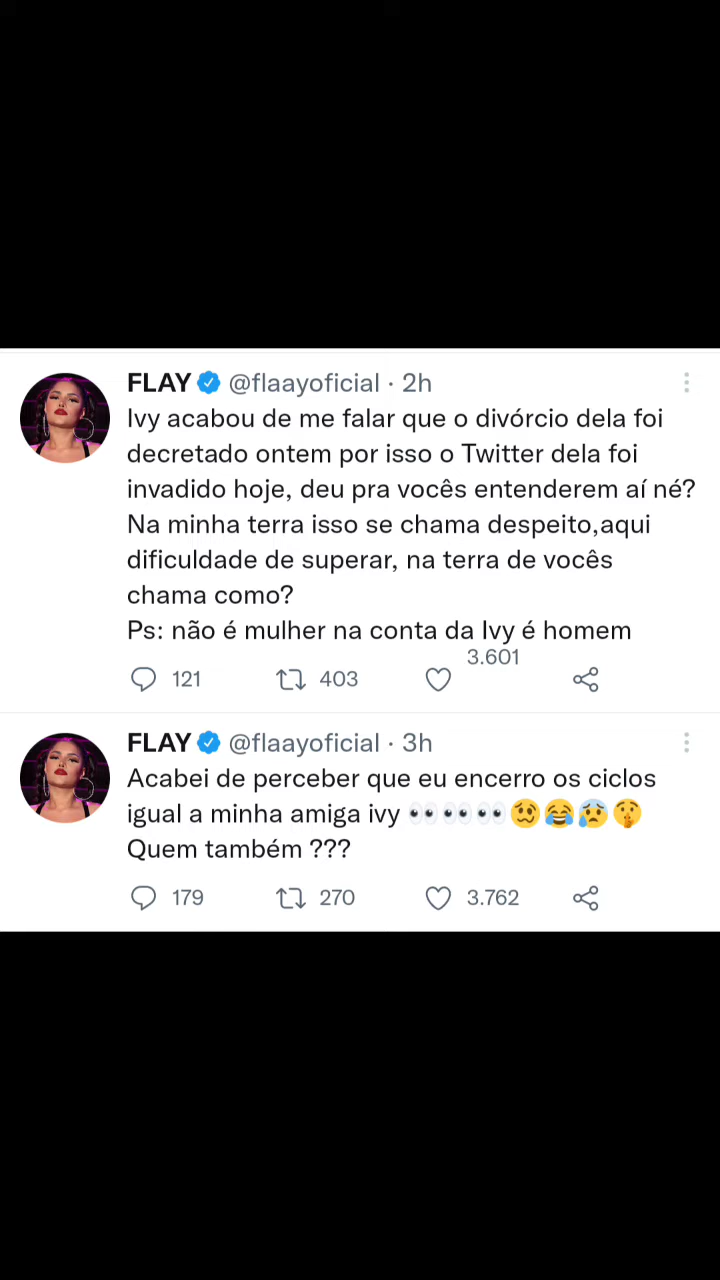 FLAY @flaayoficial · 2h
Ivy acabou de me falar que o divórcio dela foi
decretado ontem por isso o Twitter dela foi
invadido hoje, deu pra vocês entenderem aí né?
Na minha terra isso se chama despeito,aqui
dificuldade de superar, na terra de vocês
chama como?
Ps: não é mulher na conta da Ivy é homem
121 403 3.601
FLAY @flaayoficial · 3h
Acabei de perceber que eu encerro os ciclos
igual a minha amiga ivy 👀👀👀🥴😂😰🤫
Quem também ???
179 270 3.762